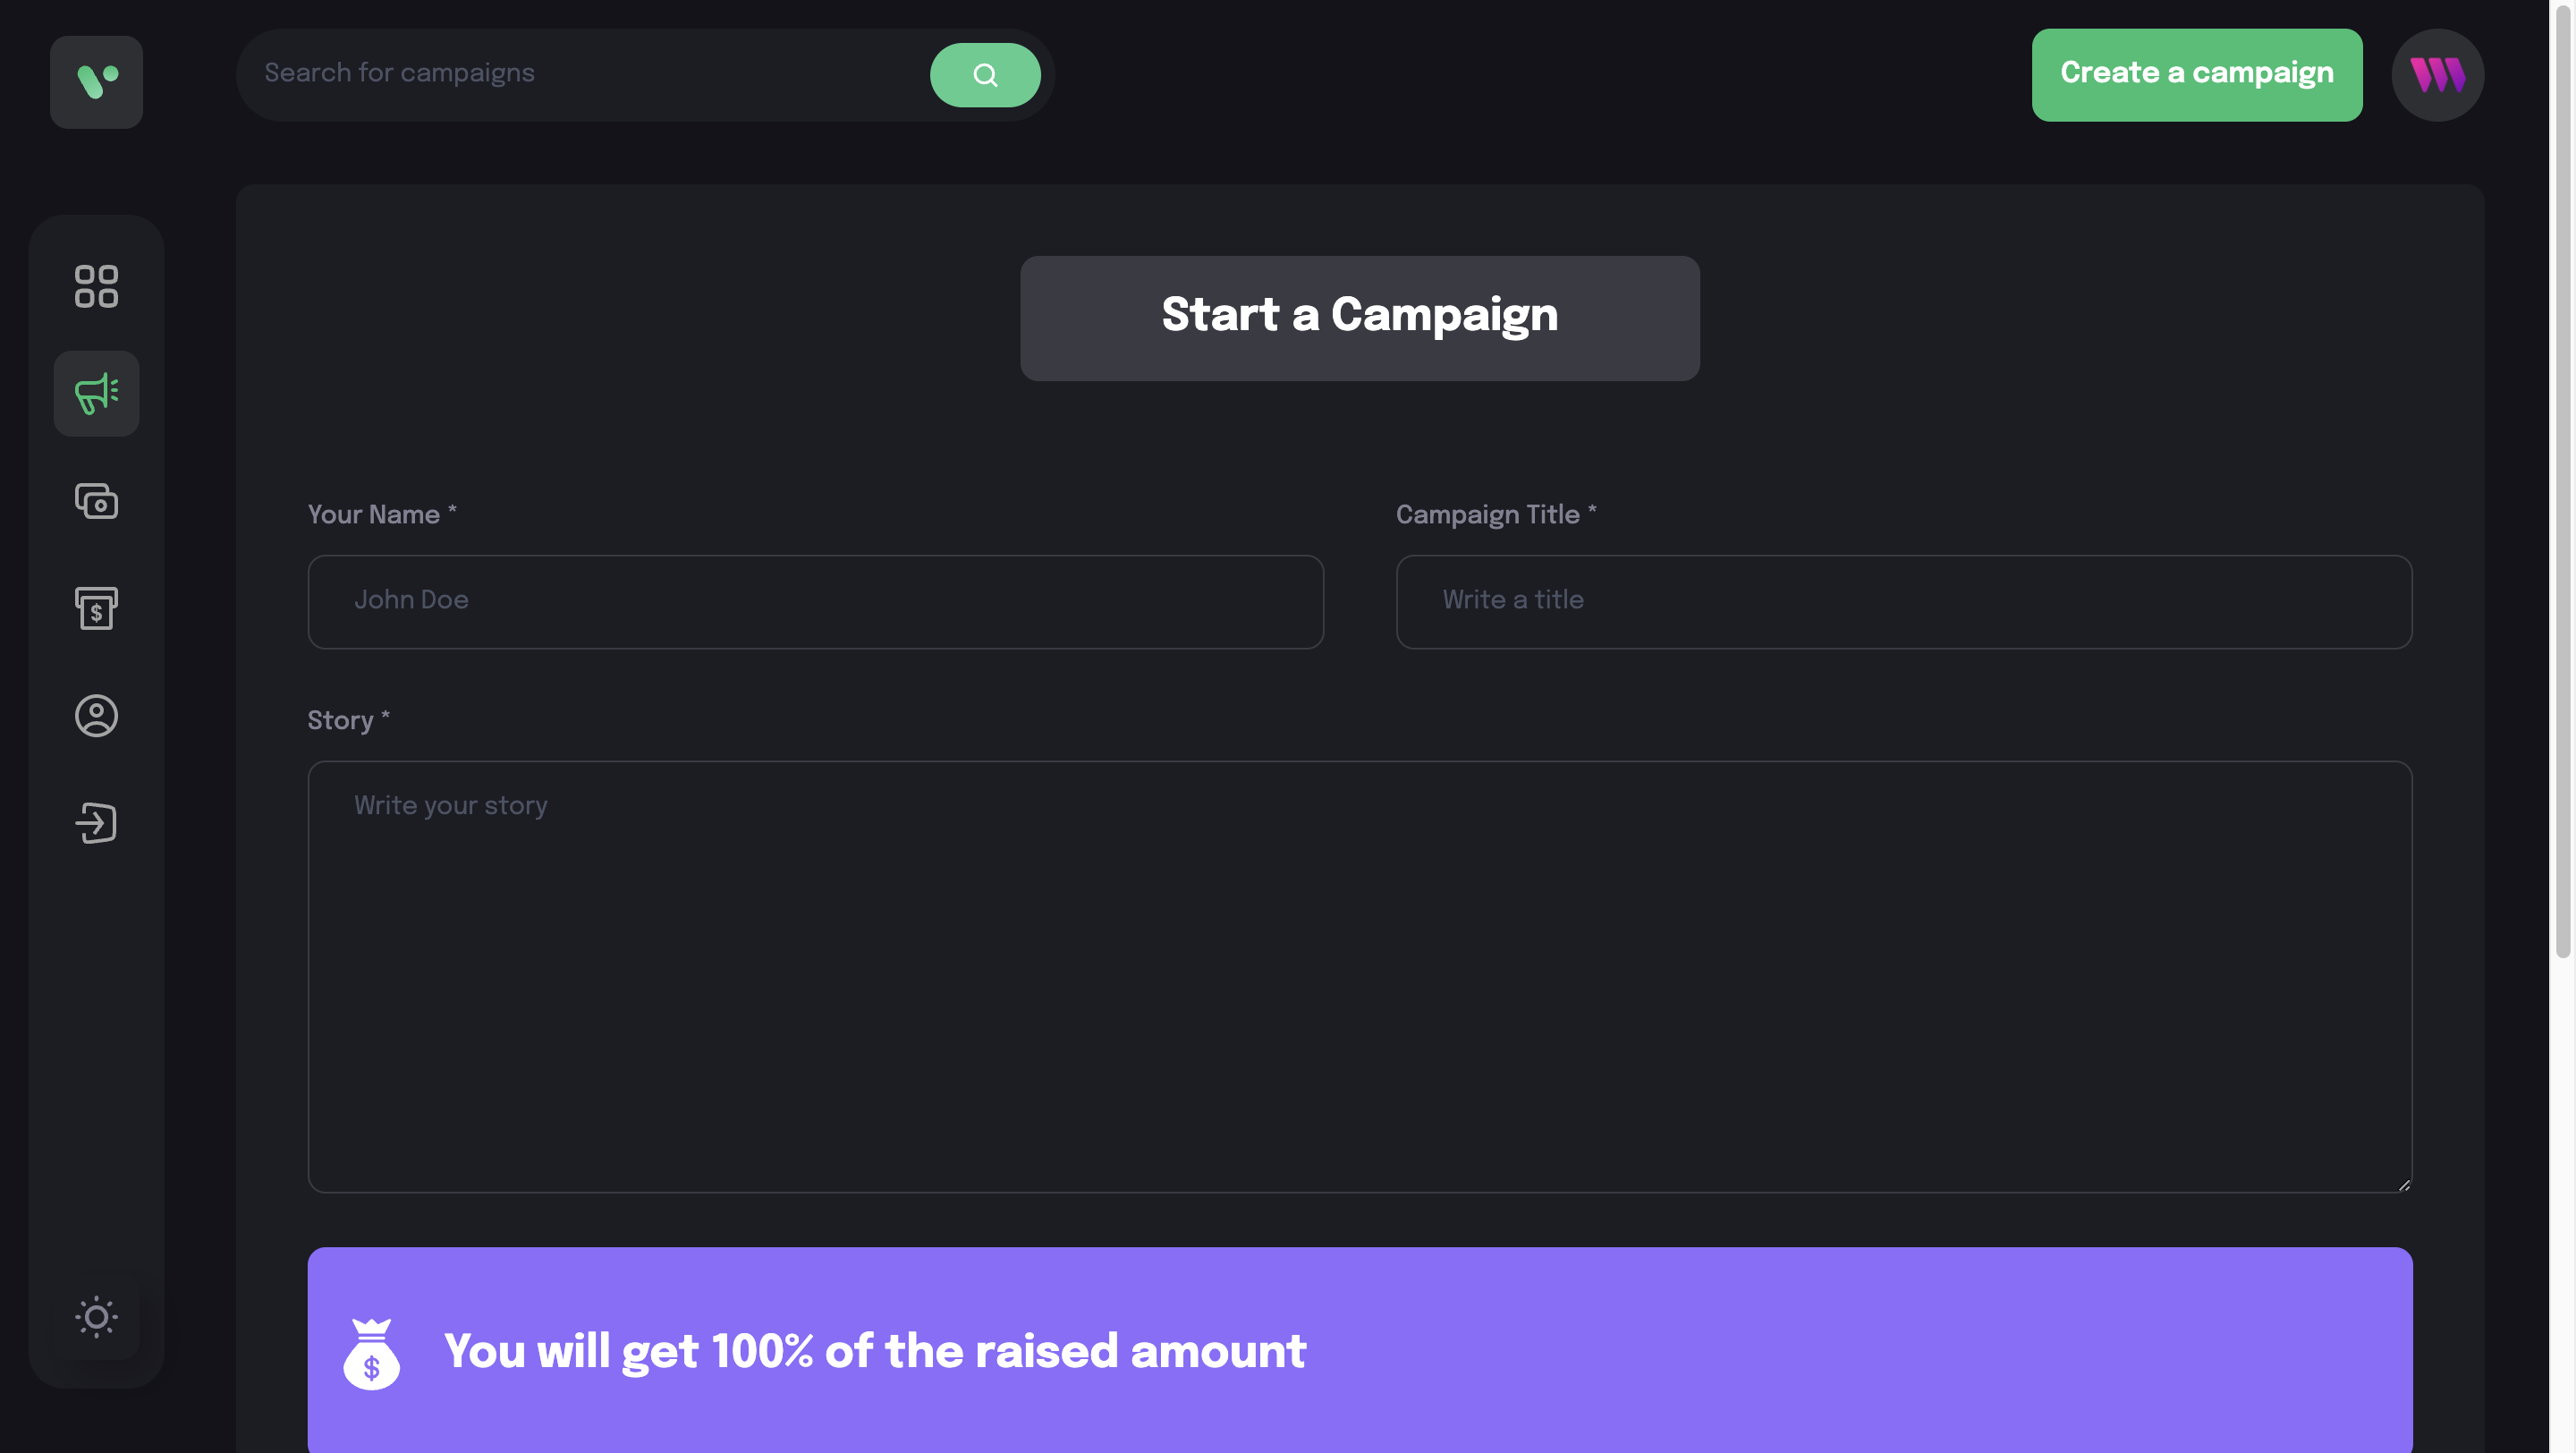 Search for campaigns
Create a campaign
Start a Campaign
Your Name *
Campaign Title *
John Doe
Write a title
Story *
Write your story
$
$
You will get 100% of the raised amount